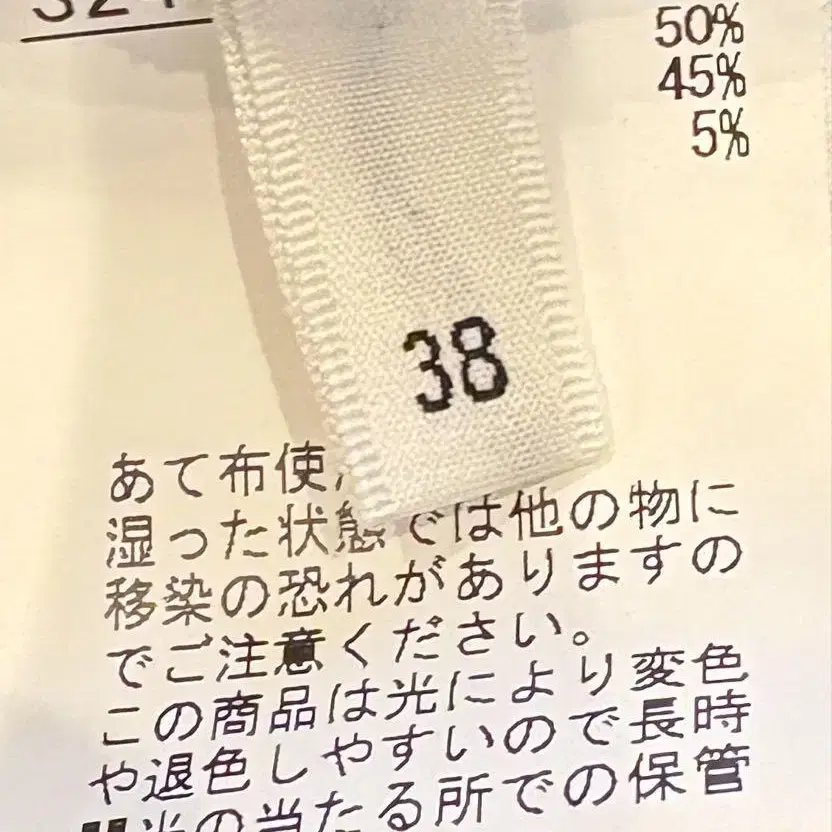 50%
45%
5%
38
あて布使
湿った状態では他の物に
移染の恐れがありますの
でご注意ください。
この商品は光により変色
や退色しやすいので長時
光の当たる所での保管